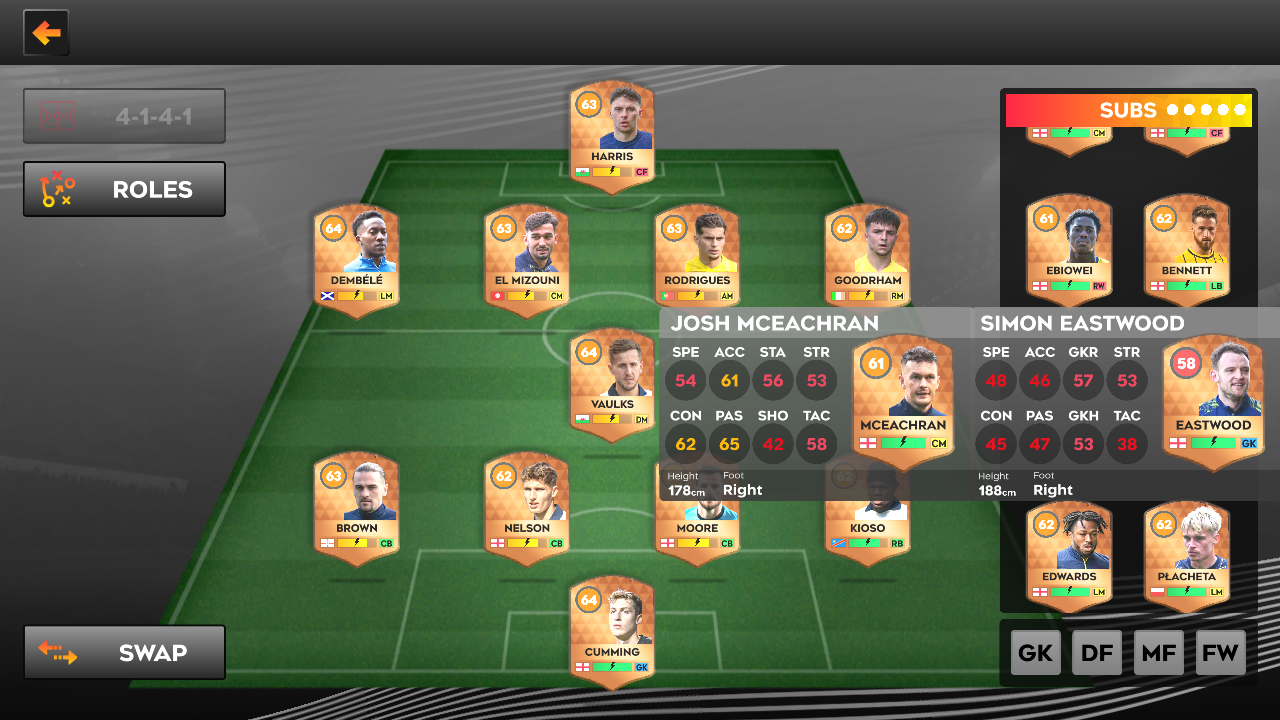 4-1-4-1
ROLES
SWAP
63
HARRIS
CF
64
DEMBÉLÉ
LM
63
EL MIZOUNI
CM
63
RODRIGUES
AM
62
GOODRHAM
RM
64
VAULKS
DM
63
BROWN
CB
62
NELSON
CB
MOORE
CB
62
KIOSO
RB
64
CUMMING
GK
SUBS
CM
CF
61
EBIOWEI
RW
62
BENNETT
LB
JOSH MCEACHRAN
SPE ACC STA STR
54 61 56 53
CON PAS SHO TAC
62 65 42 58
Height Foot
178cm Right
61
MCEACHRAN
CM
SIMON EASTWOOD
SPE ACC GKR STR
48 46 57 53
CON PAS GKH TAC
45 47 53 38
Height Foot
188cm Right
58
EASTWOOD
GK
62
EDWARDS
LM
62
PŁACHETA
LM
GK DF MF FW